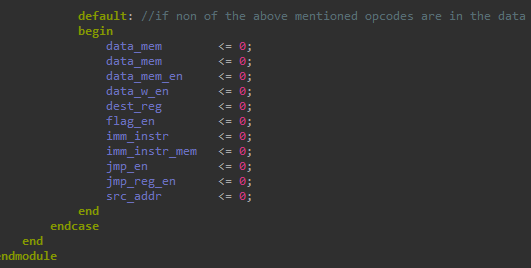 default: //if non of the above mentioned opcodes are in the data
begin
data_mem <= 0;
data_mem <= 0;
data_mem_en <= 0;
data_w_en <= 0;
dest_reg <= 0;
flag_en <= 0;
imm_instr <= 0;
imm_instr_mem <= 0;
jmp_en <= 0;
jmp_reg_en <= 0;
src_addr <= 0;
end
endcase
end
endmodule